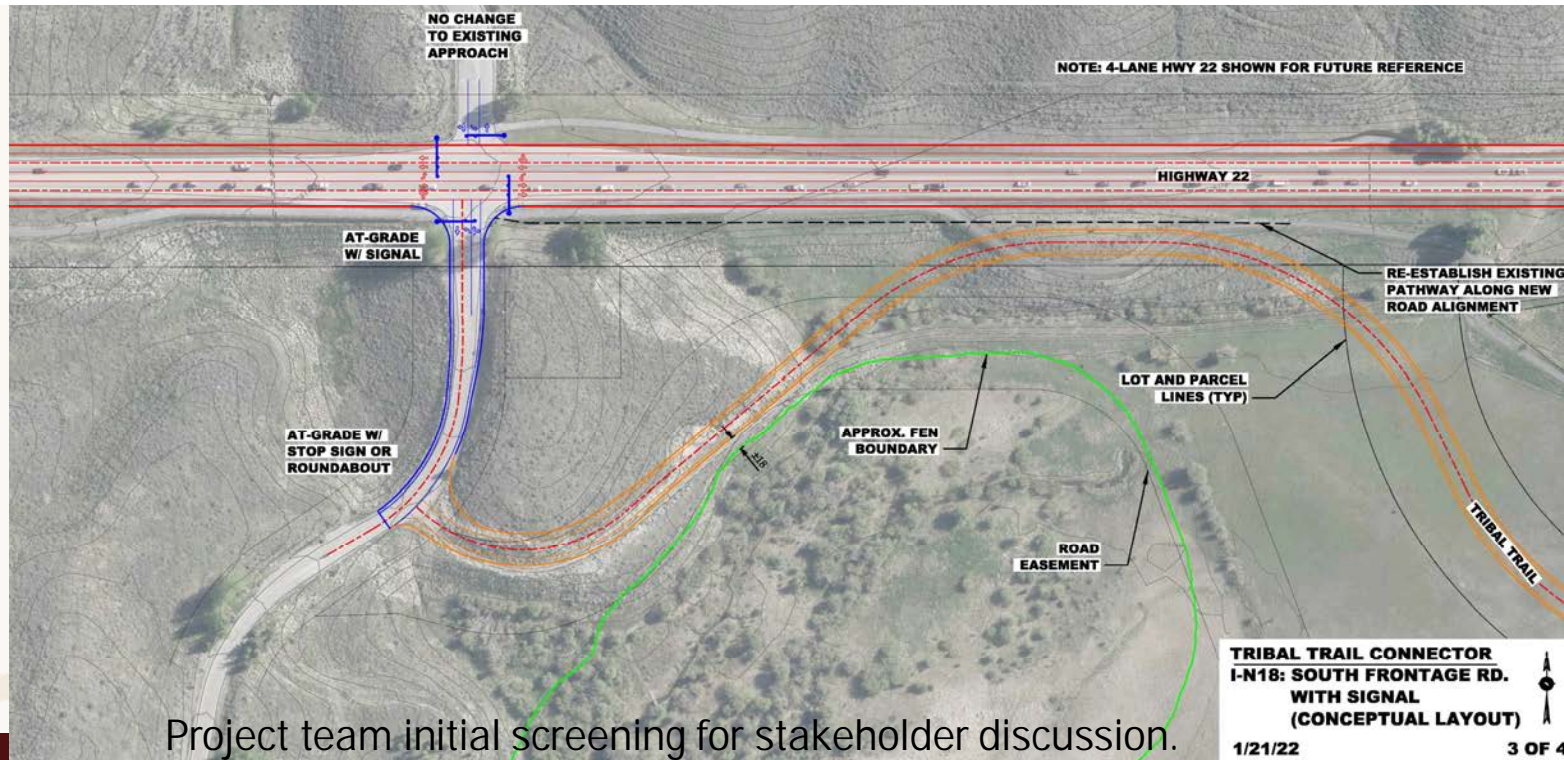 NO CHANGE
TO EXISTING
APPROACH
NOTE: 4-LANE HWY 22 SHOWN FOR FUTURE REFERENCE
HIGHWAY 22
AT-GRADE
W/ SIGNAL
RE-ESTABLISH EXISTING
PATHWAY ALONG NEW
ROAD ALIGNMENT
LOT AND PARCEL
LINES (TYP)
AT-GRADE W/
STOP SIGN OR
ROUNDABOUT
APPROX. FEN
BOUNDARY
±18'
ROAD
EASEMENT
TRIBAL TRAIL
TRIBAL TRAIL CONNECTOR
I-N18: SOUTH FRONTAGE RD.
WITH SIGNAL
(CONCEPTUAL LAYOUT)
1/21/22
3 OF 4
Project team initial screening for stakeholder discussion.